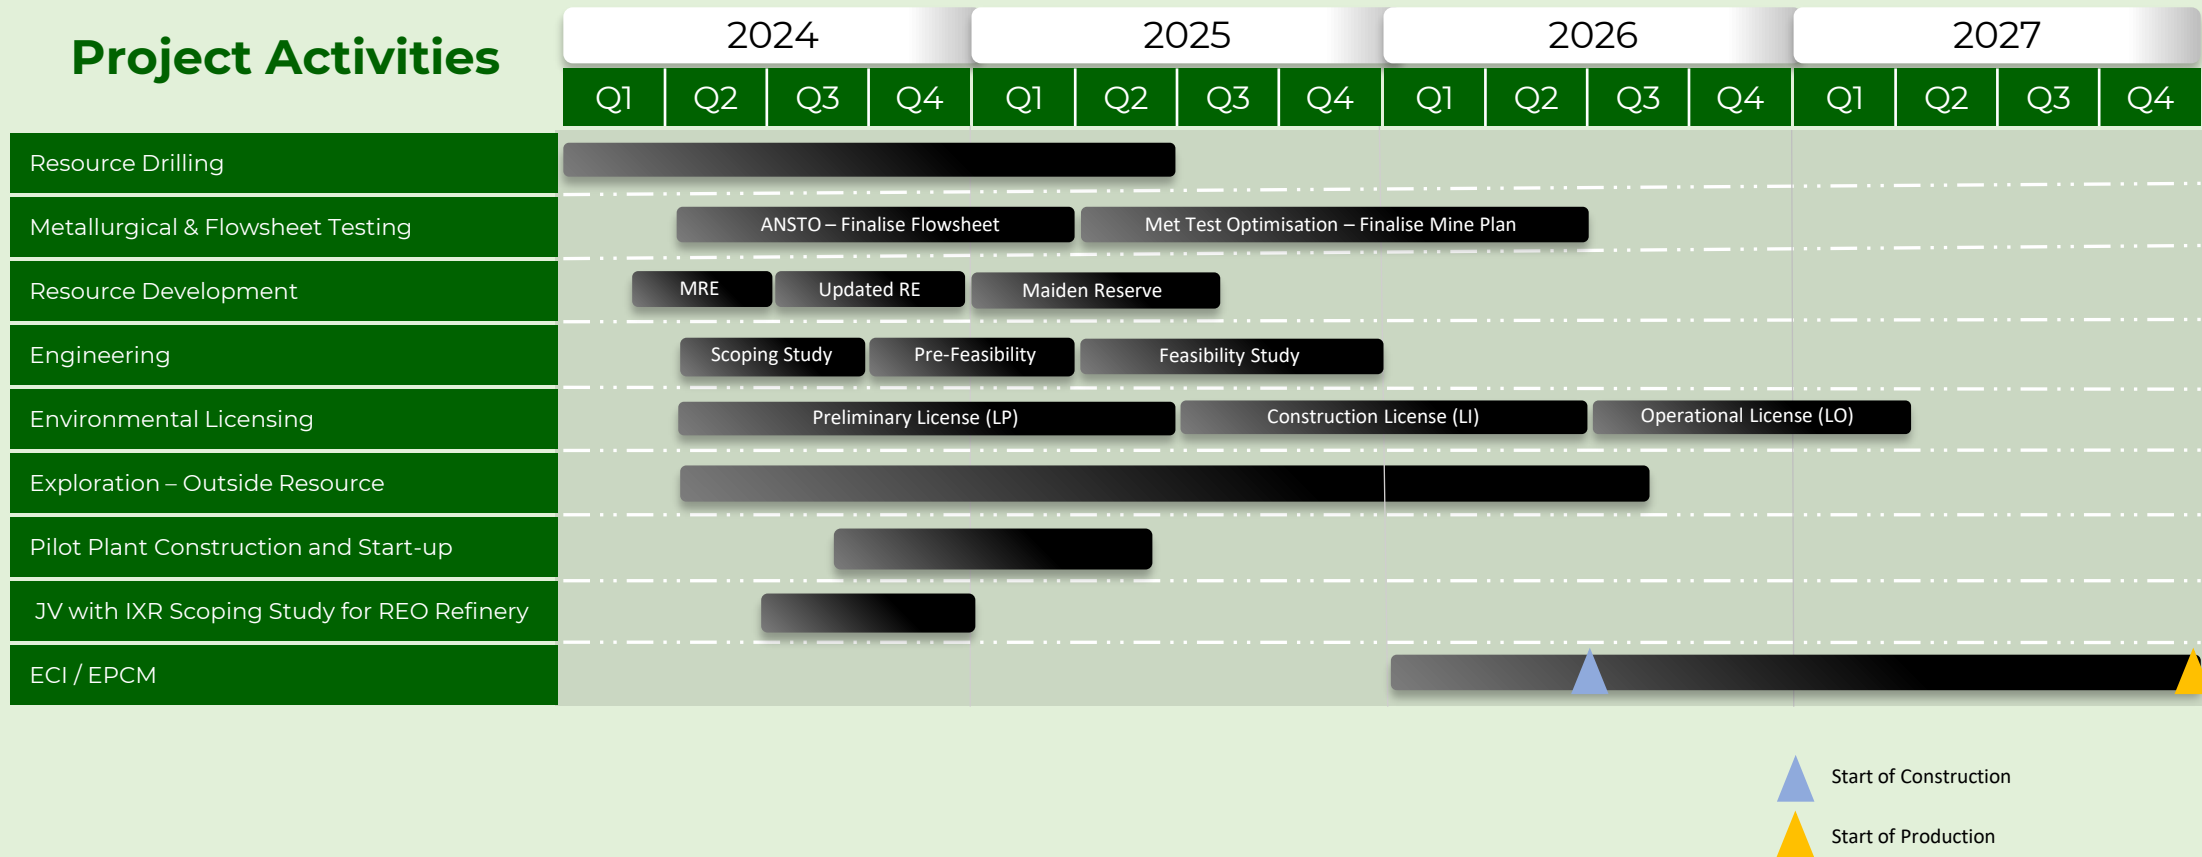 Project Activities
2024 2025 2026 2027
Q1 Q2 Q3 Q4 Q1 Q2 Q3 Q4 Q1 Q2 Q3 Q4 Q1 Q2 Q3 Q4
Resource Drilling
Metallurgical & Flowsheet Testing
ANSTO – Finalise Flowsheet
Met Test Optimisation – Finalise Mine Plan
Resource Development
MRE
Updated RE
Maiden Reserve
Engineering
Scoping Study
Pre-Feasibility
Feasibility Study
Environmental Licensing
Preliminary License (LP)
Construction License (LI)
Operational License (LO)
Exploration – Outside Resource
Pilot Plant Construction and Start-up
JV with IXR Scoping Study for REO Refinery
ECI / EPCM
Start of Construction
Start of Production